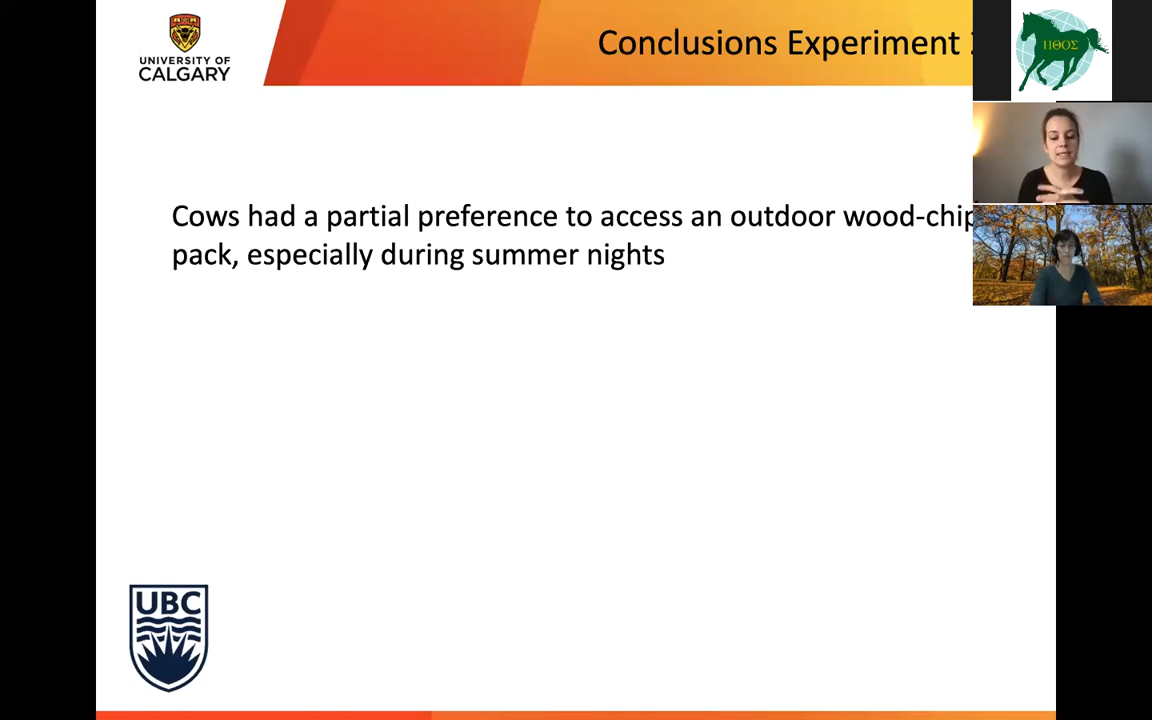 UNIVERSITY OF
CALGARY
Conclusions Experiment
ΗΘΟΣ
Cows had a partial preference to access an outdoor wood-chip
pack, especially during summer nights
UBC